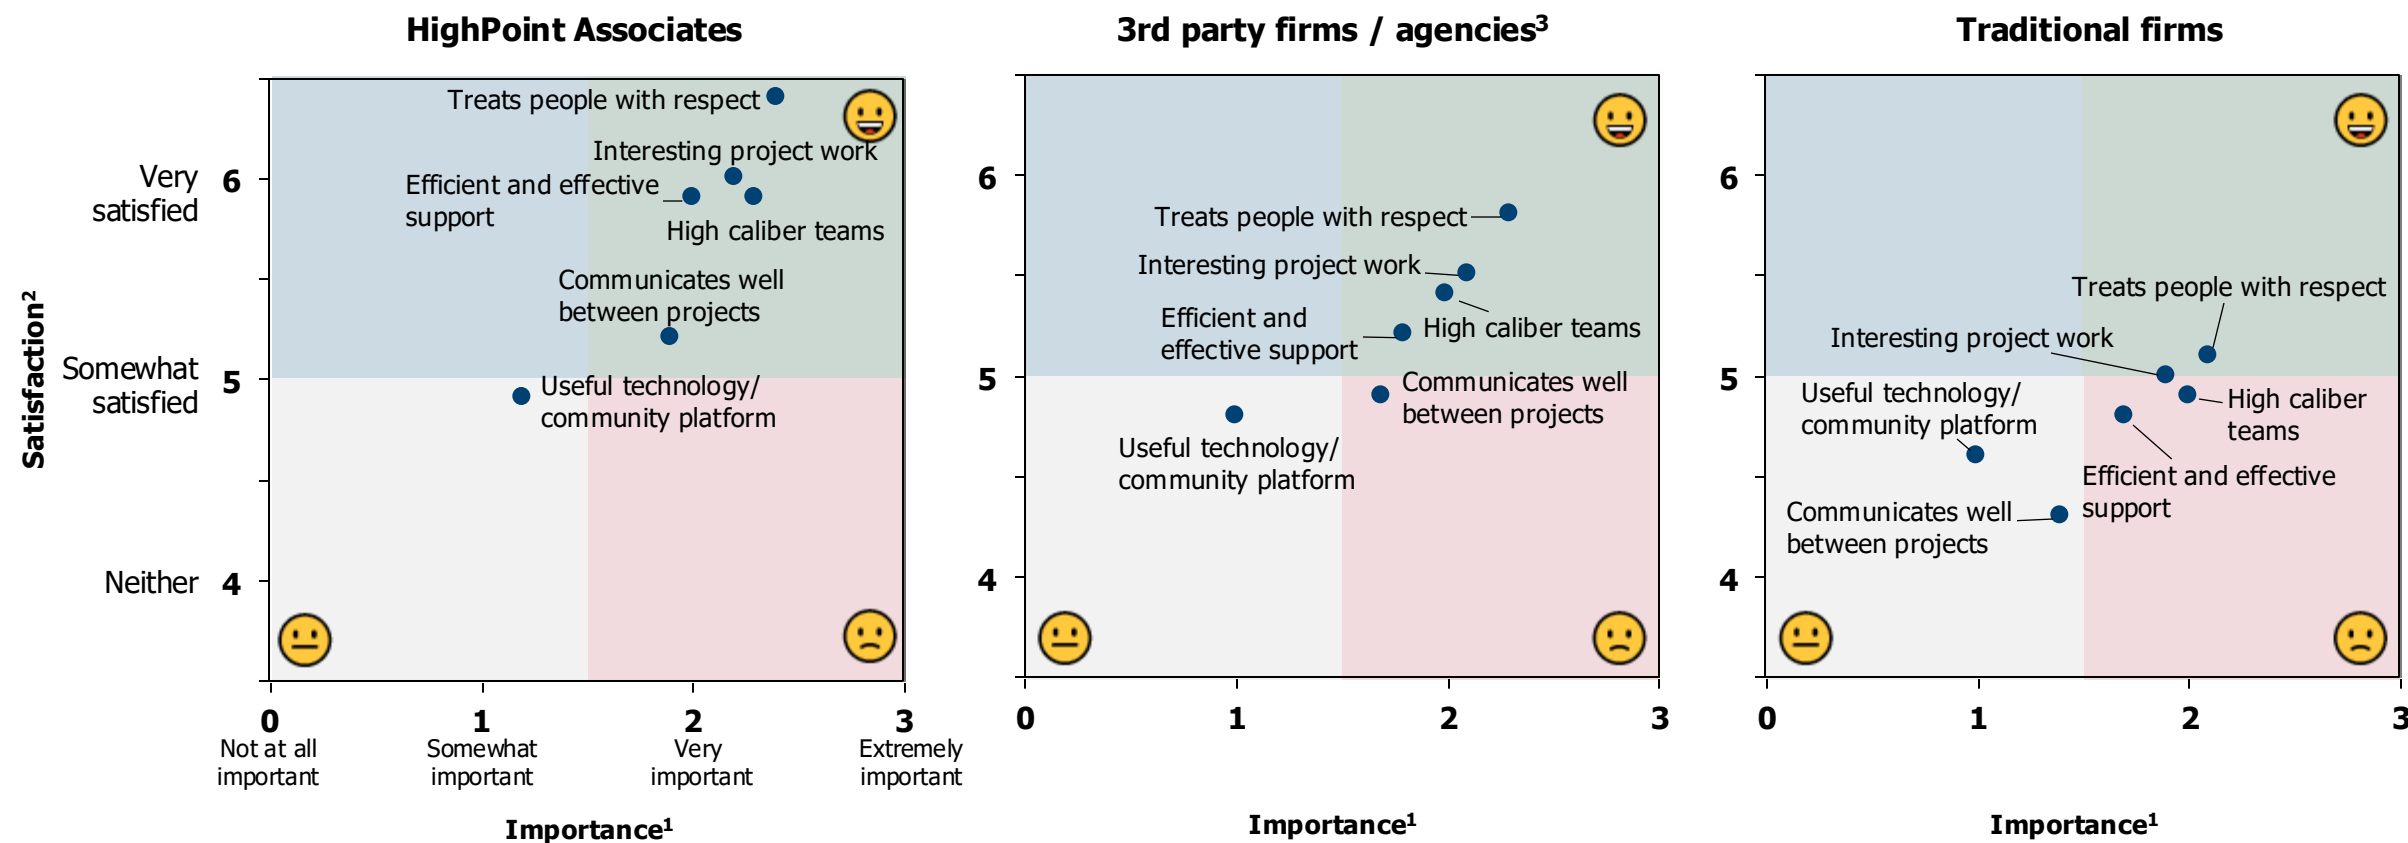 HighPoint Associates
3rd party firms / agencies³
Traditional firms
Satisfaction²
Very
satisfied
Somewhat
satisfied
Neither
6
5
4
Treats people with respect
Interesting project work
Efficient and effective
support
High caliber teams
Communicates well
between projects
Useful technology/
community platform
0
1
2
3
Not at all
important
Somewhat
important
Very
important
Extremely
important
Importance¹
6
5
4
Treats people with respect
Interesting project work
Efficient and
effective support
High caliber teams
Communicates well
between projects
Useful technology/
community platform
0
1
2
3
Importance¹
6
5
4
Treats people with respect
Interesting project work
Useful technology/
community platform
High caliber
teams
Efficient and effective
support
Communicates well
between projects
0
1
2
3
Importance¹